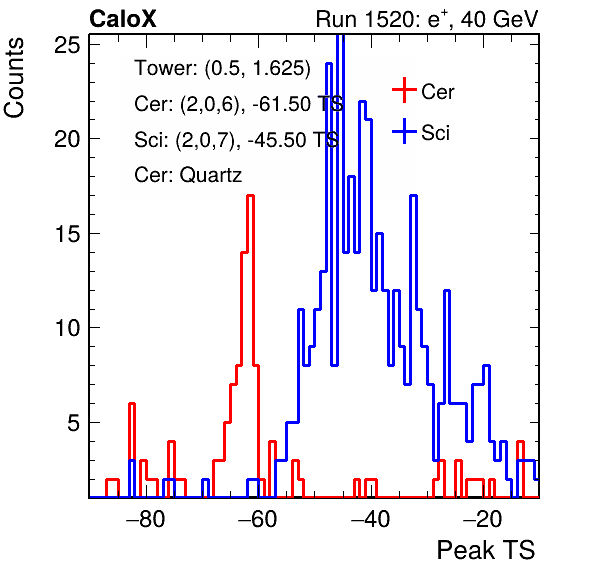 CaloX Run 1520: e⁺, 40 GeV
Counts
Tower: (0.5, 1.625)
Cer: (2,0,6), -61.50 TS
Sci: (2,0,7), -45.50 TS
Cer: Quartz
Cer
Sci
25
20
15
10
5
−80 −60 −40 −20
Peak TS